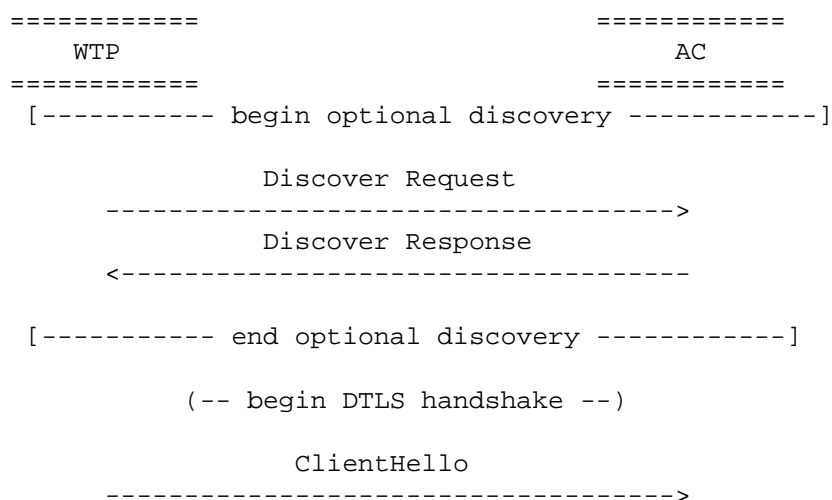 ============                         ============
    WTP                                   AC
============                         ============
 [----------- begin optional discovery ------------]
                Discover Request
      ------------------------------------>
                Discover Response
      <------------------------------------
 [----------- end optional discovery ------------]
           (-- begin DTLS handshake --)
                  ClientHello
      ------------------------------------>